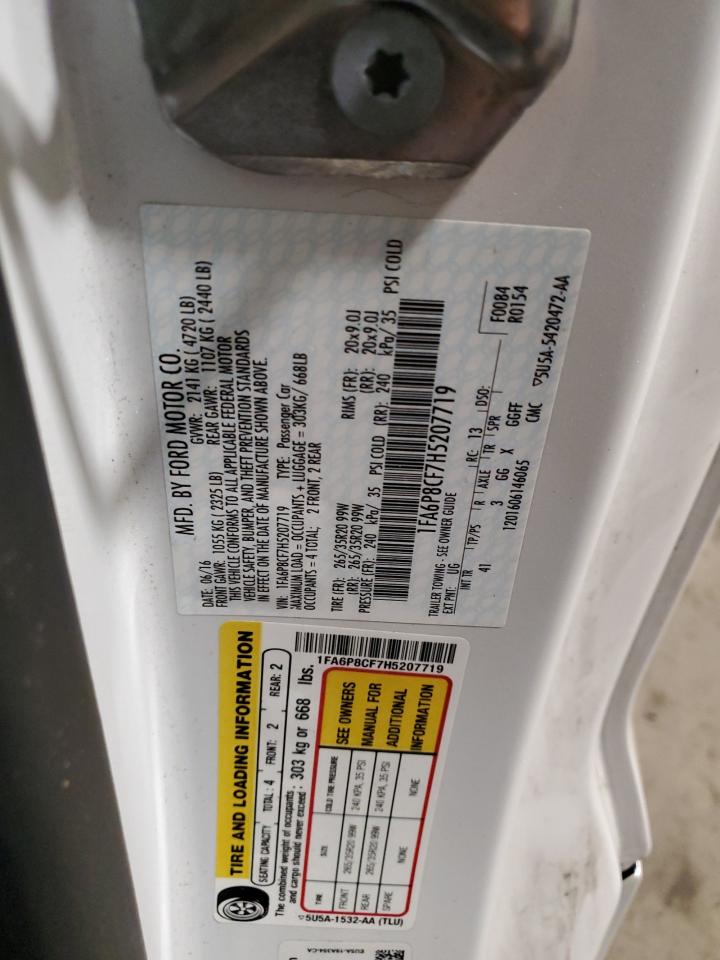 MFD. BY FORD MOTOR CO.
DATE: 06/16 GVWR: 2141 KG ( 4720 LB)
FRONT GAWR: 1055 KG ( 2325 LB) REAR GAWR: 1107 KG ( 2440 LB)
THIS VEHICLE CONFORMS TO ALL APPLICABLE FEDERAL MOTOR
VEHICLE SAFETY, BUMPER, AND THEFT PREVENTION STANDARDS
IN EFFECT ON THE DATE OF MANUFACTURE SHOWN ABOVE.
VIN: 1FA6P8CF7H5207719 TYPE: Passenger Car
MAXIMUM LOAD = OCCUPANTS + LUGGAGE = 303KG/ 668LB
OCCUPANTS = 4 TOTAL; 2 FRONT, 2 REAR
TIRE (FR): 265/35R20 99W RIMS (FR): 20x9.0J
(RR): 265/35R20 99W (RR): 20x9.0J
PRESSURE (FR): 240 kPa/ 35 PSI COLD (RR): 240 kPa/ 35 PSI COLD
1FA6P8CF7H5207719
TRAILER TOWING - SEE OWNER GUIDE
EXT PNT: UG RC: 13 DSO: F0084
INT TR TP/PS R AXLE TR SPR R0154
41 3 GG X GGFF
1201606146065 CMC ▽5U5A-5420472-AA
TIRE AND LOADING INFORMATION
SEATING CAPACITY TOTAL: 4 FRONT: 2 REAR: 2
The combined weight of occupants
and cargo should never exceed: 303 kg or 668 lbs.
1FA6P8CF7H5207719
TIRE SIZE COLD TIRE PRESSURE
FRONT 265/35R20 99W 240 KPA, 35 PSI
REAR 265/35R20 99W 240 KPA, 35 PSI
SPARE NONE NONE
SEE OWNERS
MANUAL FOR
ADDITIONAL
INFORMATION
▽5U5A-1532-AA (TLU)